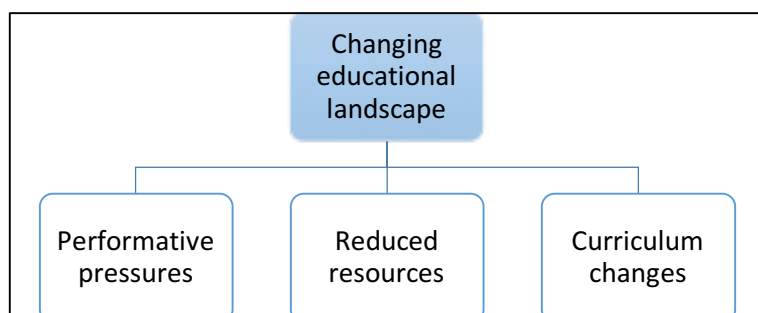 Changing
educational
landscape
Performative
pressures
Reduced
resources
Curriculum
changes